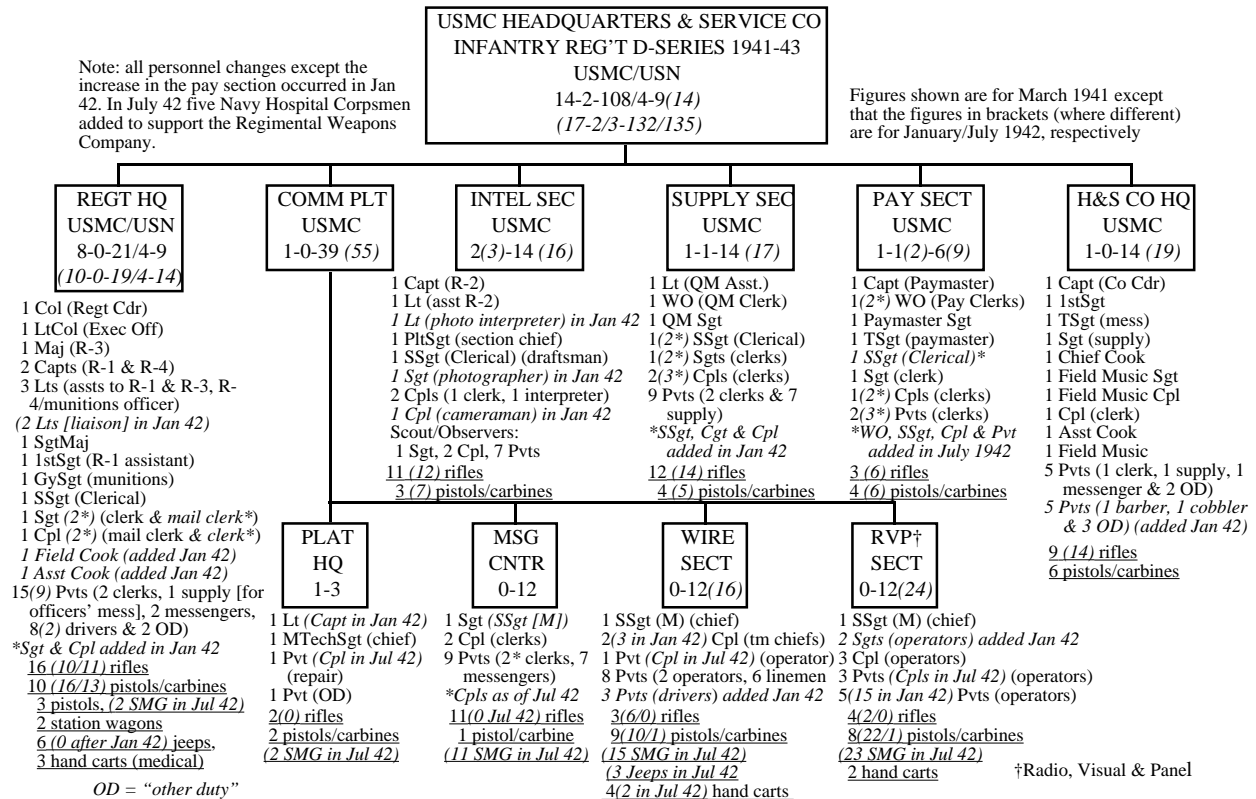 USMC HEADQUARTERS & SERVICE CO
INFANTRY REG'T D-SERIES 1941-43
USMC/USN
14-2-108/4-9(14)
(17-2/3-132/135)
Note: all personnel changes except the
increase in the pay section occurred in Jan
42. In July 42 five Navy Hospital Corpsmen
added to support the Regimental Weapons
Company.
Figures shown are for March 1941 except
that the figures in brackets (where different)
are for January/July 1942, respectively
REGT HQ
USMC/USN
8-0-21/4-9
(10-0-19/4-14)
1 Col (Regt Cdr)
1 LtCol (Exec Off)
1 Maj (R-3)
2 Capts (R-1 & R-4)
3 Lts (assts to R-1 & R-3, R-
4/munitions officer)
(2 Lts [liaison] in Jan 42)
1 SgtMaj
1 1stSgt (R-1 assistant)
1 GySgt (munitions)
1 SSgt (Clerical)
1 Sgt (2*) (clerk & mail clerk*)
1 Cpl (2*) (mail clerk & clerk*)
1 Field Cook (added Jan 42)
1 Asst Cook (added Jan 42)
15(9) Pvts (2 clerks, 1 supply [for
officers' mess], 2 messengers,
8(2) drivers & 2 OD)
*Sgt & Cpl added in Jan 42
16 (10/11) rifles
10 (16/13) pistols/carbines
3 pistols, (2 SMG in Jul 42)
2 station wagons
6 (0 after Jan 42) jeeps,
3 hand carts (medical)
OD = "other duty"
COMM PLT
USMC
1-0-39 (55)
INTEL SEC
USMC
2(3)-14 (16)
1 Capt (R-2)
1 Lt (asst R-2)
1 Lt (photo interpreter) in Jan 42
1 PltSgt (section chief)
1 SSgt (Clerical) (draftsman)
1 Sgt (photographer) in Jan 42
2 Cpls (1 clerk, 1 interpreter)
1 Cpl (cameraman) in Jan 42
Scout/Observers:
1 Sgt, 2 Cpl, 7 Pvts
11 (12) rifles
3 (7) pistols/carbines
SUPPLY SEC
USMC
1-1-14 (17)
1 Lt (QM Asst.)
1 WO (QM Clerk)
1 QM Sgt
1(2*) SSgt (Clerical)
1(2*) Sgts (clerks)
2(3*) Cpls (clerks)
9 Pvts (2 clerks & 7
supply)
*SSgt, Cgt & Cpl
added in Jan 42
12 (14) rifles
4 (5) pistols/carbines
PAY SECT
USMC
1-1(2)-6(9)
1 Capt (Paymaster)
1(2*) WO (Pay Clerks)
1 Paymaster Sgt
1 TSgt (paymaster)
1 SSgt (Clerical)*
1 Sgt (clerk)
1(2*) Cpls (clerks)
2(3*) Pvts (clerks)
*WO, SSgt, Cpl & Pvt
added in July 1942
3 (6) rifles
4 (6) pistols/carbines
H&S CO HQ
USMC
1-0-14 (19)
1 Capt (Co Cdr)
1 1stSgt
1 TSgt (mess)
1 Sgt (supply)
1 Chief Cook
1 Field Music Sgt
1 Field Music Cpl
1 Cpl (clerk)
1 Asst Cook
1 Field Music
5 Pvts (1 clerk, 1 supply, 1
messenger & 2 OD)
5 Pvts (1 barber, 1 cobbler
& 3 OD) (added Jan 42)
9 (14) rifles
6 pistols/carbines
PLAT
HQ
1-3
1 Lt (Capt in Jan 42)
1 MTechSgt (chief)
1 Pvt (Cpl in Jul 42)
(repair)
1 Pvt (OD)
2(0) rifles
2 pistols/carbines
(2 SMG in Jul 42)
MSG
CNTR
0-12
1 Sgt (SSgt [M])
2 Cpl (clerks)
9 Pvts (2* clerks, 7
messengers)
*Cpls as of Jul 42
11(0 Jul 42) rifles
1 pistol/carbine
(11 SMG in Jul 42)
WIRE
SECT
0-12(16)
1 SSgt (M) (chief)
2(3 in Jan 42) Cpl (tm chiefs)
1 Pvt (Cpl in Jul 42) (operator)
8 Pvts (2 operators, 6 linemen
3 Pvts (drivers) added Jan 42
3(6/0) rifles
9(10/1) pistols/carbines
(15 SMG in Jul 42)
(3 Jeeps in Jul 42
4(2 in Jul 42) hand carts
RVP†
SECT
0-12(24)
1 SSgt (M) (chief)
2 Sgts (operators) added Jan 42
3 Cpl (operators)
3 Pvts (Cpls in Jul 42) (operators)
5(15 in Jan 42) Pvts (operators)
4(2/0) rifles
8(22/1) pistols/carbines
(23 SMG in Jul 42)
2 hand carts
†Radio, Visual & Panel